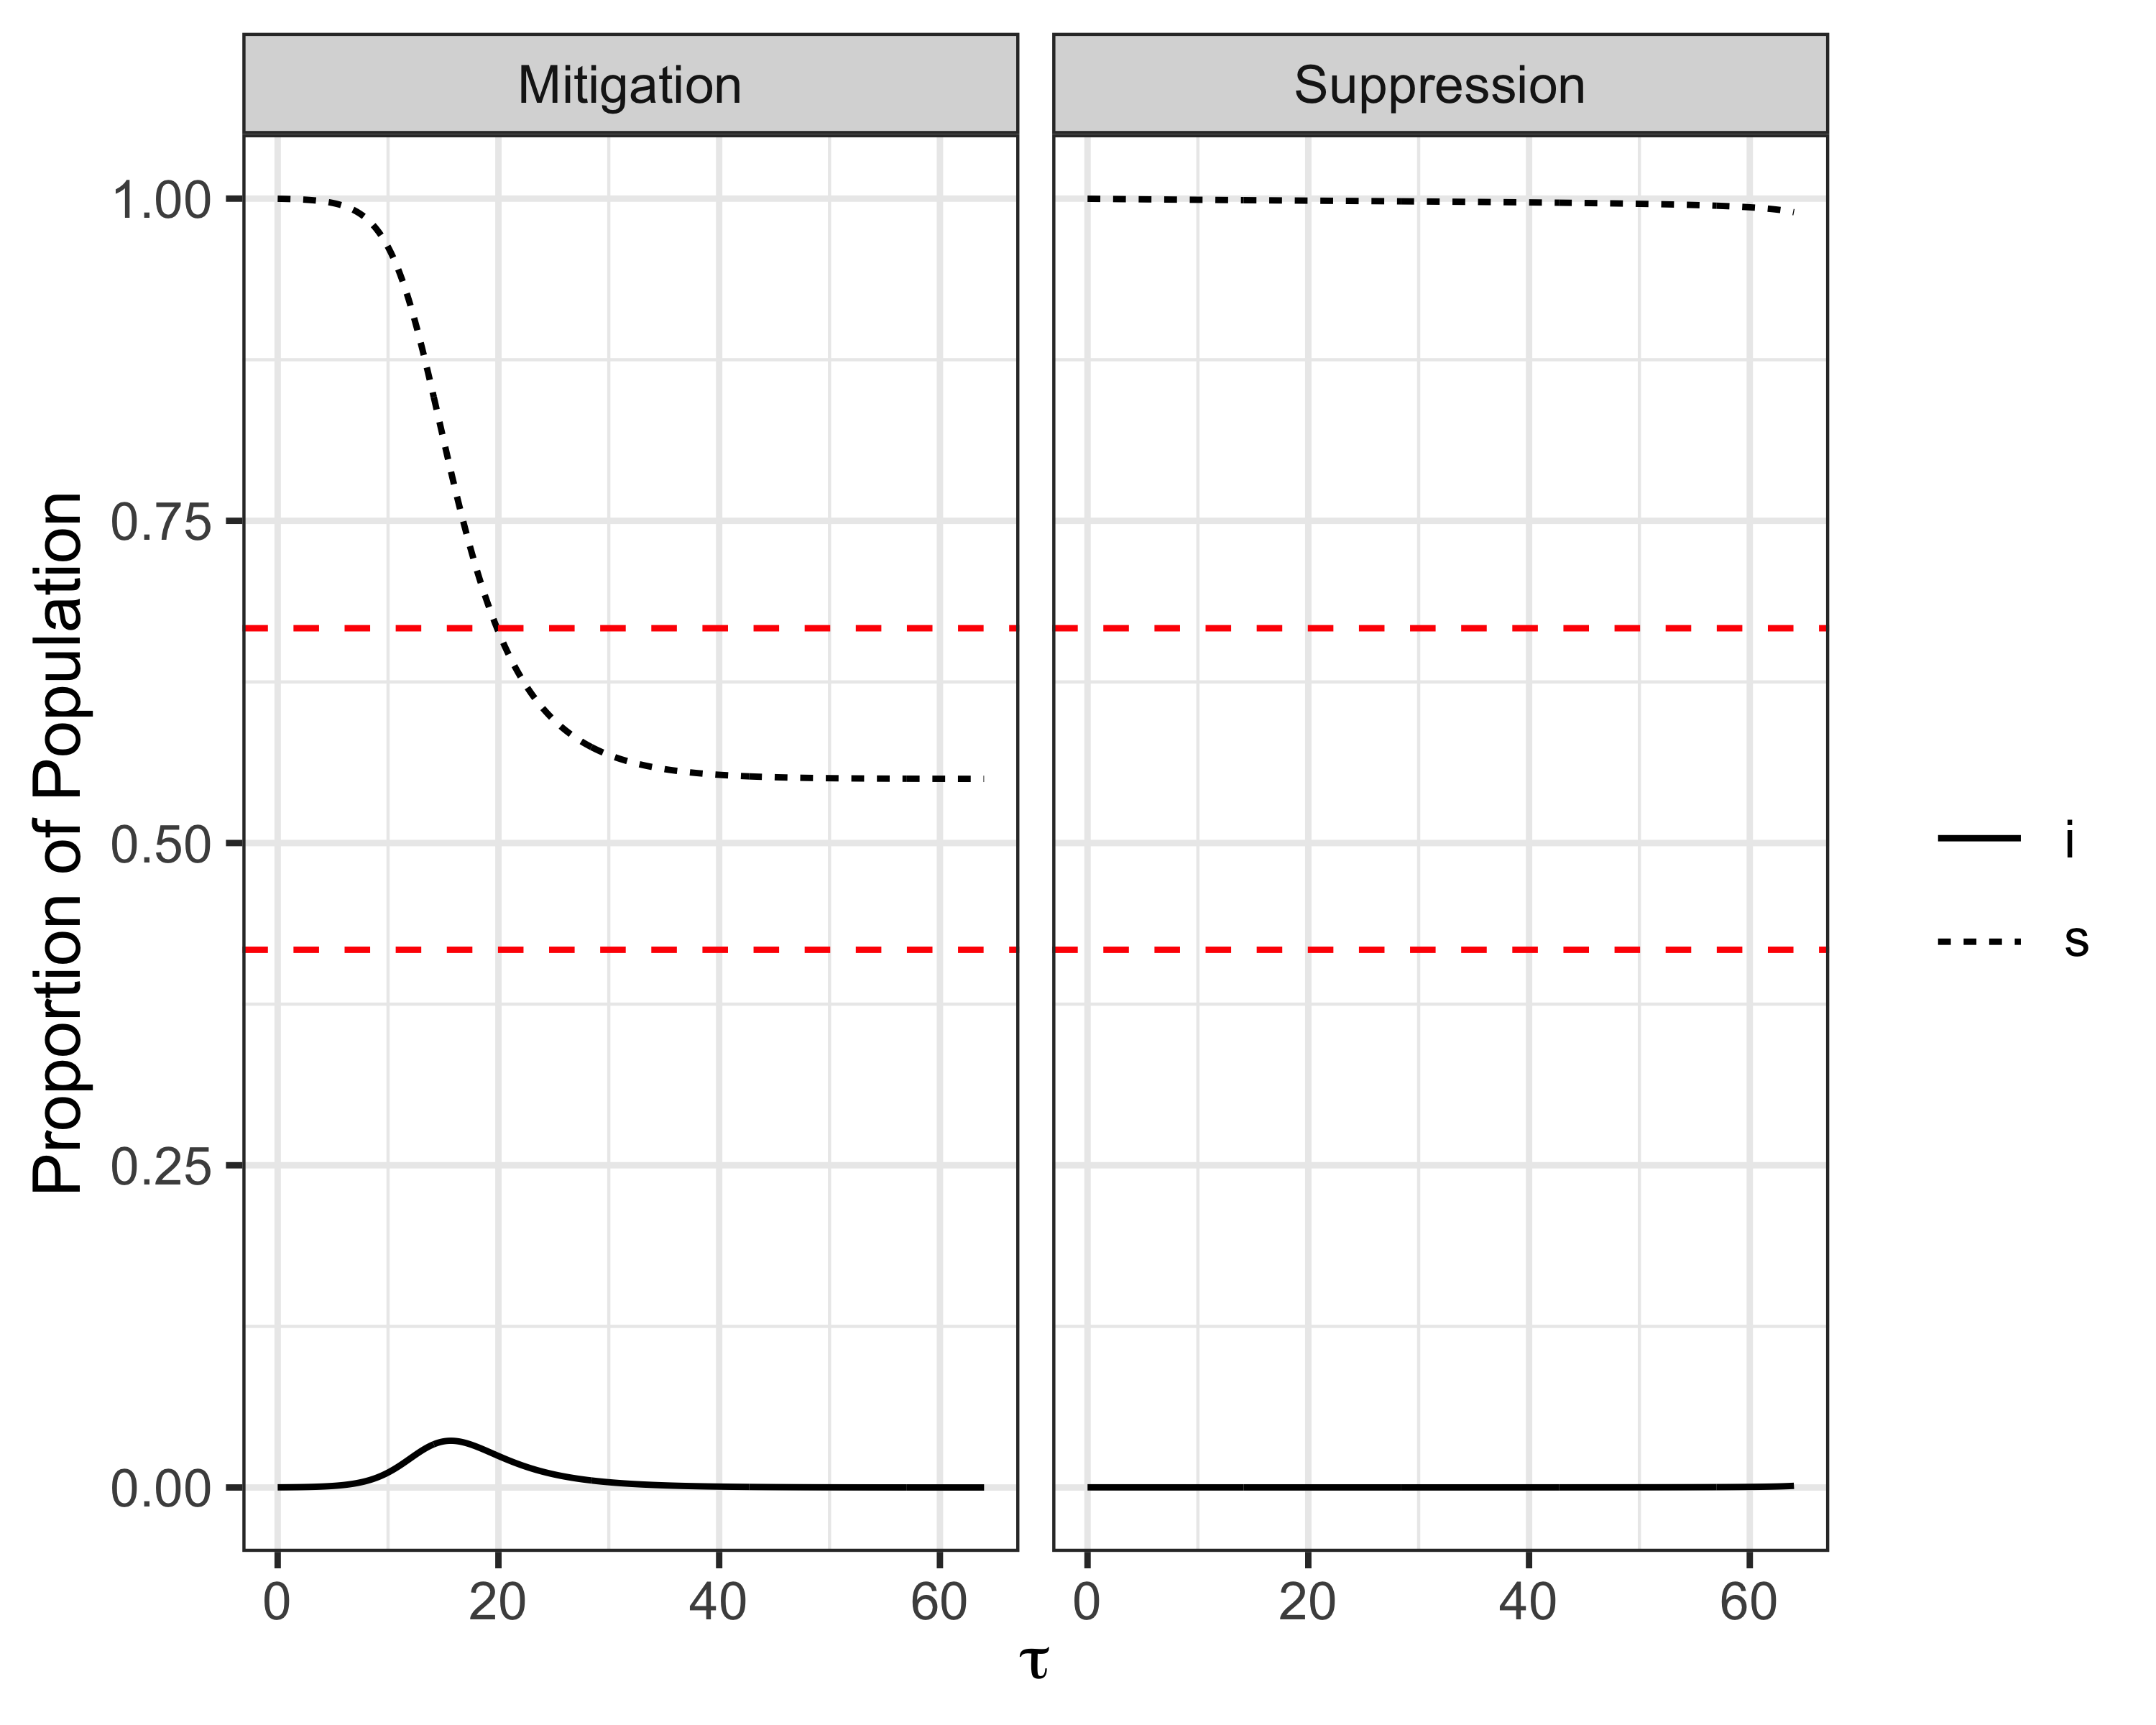 Mitigation
Suppression
Proportion of Population
1.00
0.75
0.50
0.25
0.00
0 20 40 60
0 20 40 60
τ
i
s